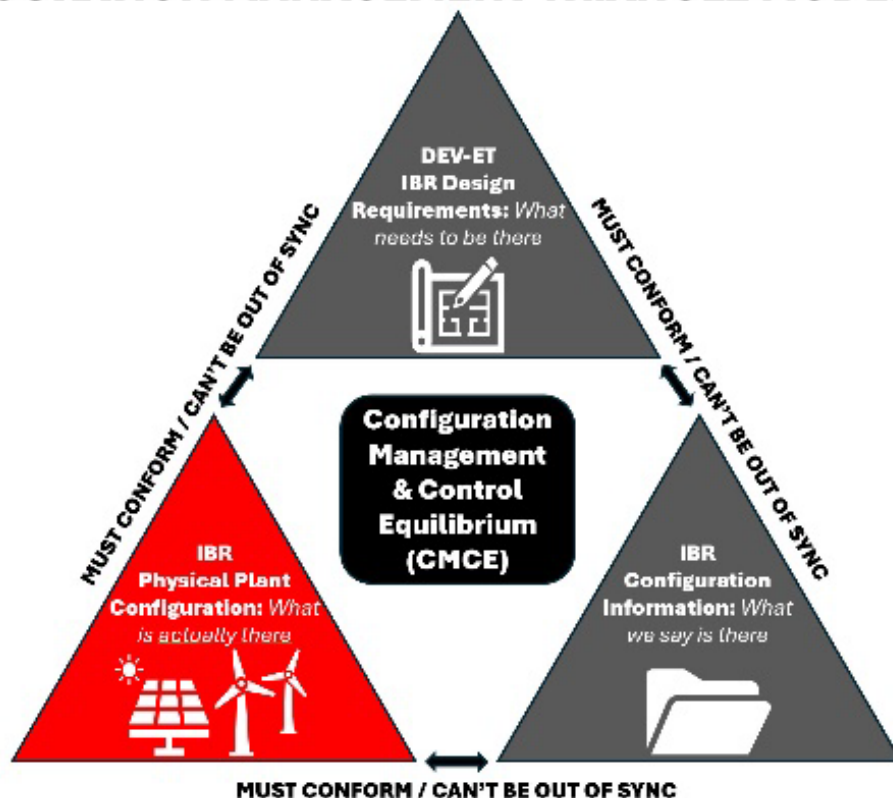 DEV-ET
IBR Design
Requirements: What
needs to be there
MUST CONFORM / CAN'T BE OUT OF SYNC
MUST CONFORM / CAN'T BE OUT OF SYNC
Configuration
Management
& Control
Equilibrium
(CMCE)
IBR
Physical Plant
Configuration: What
is actually there
IBR
Configuration
Information: What
we say is there
MUST CONFORM / CAN'T BE OUT OF SYNC